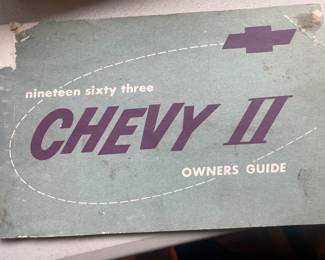 nineteen sixty three
CHEVY II
OWNERS GUIDE